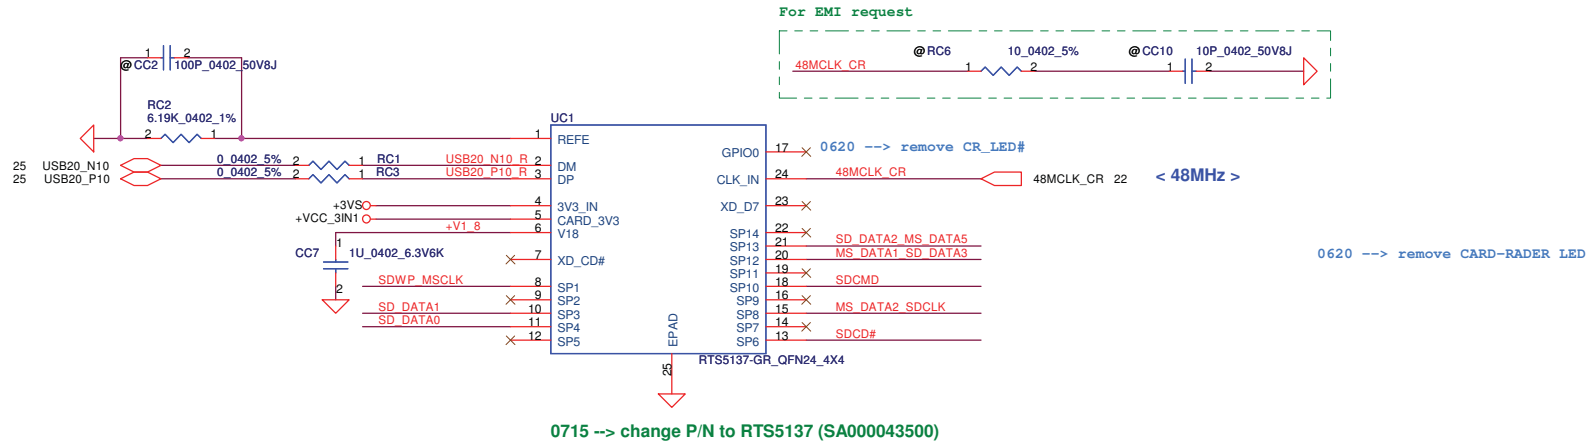 For EMI request
@RC6 10_0402_5% @CC10 10P_0402_50V8J
48MCLK_CR 1 2 1 2
1 2
@CC2 100P_0402_50V8J
RC2
6.19K_0402_1%
2 1
UC1
1 REFE
25 USB20_N10 0_0402_5% 2 1 RC1 USB20_N10_R 2 DM
25 USB20_P10 0_0402_5% 2 1 RC3 USB20_P10_R 3 DP
+3VS 4 3V3_IN
+VCC_3IN1 5 CARD_3V3
+V1_8 6 V18
1
CC7 1U_0402_6.3V6K
2
7 XD_CD#
SDWP_MSCLK 8 SP1
9 SP2
SD_DATA1 10 SP3
SD_DATA0 11 SP4
12 SP5
GPIO0 17 0620 --> remove CR_LED#
CLK_IN 24 48MCLK_CR 48MCLK_CR 22 < 48MHz >
XD_D7 23
SP14 22
SP13 21 SD_DATA2_MS_DATA5
SP12 20 MS_DATA1_SD_DATA3
SP11 19
SP10 18 SDCMD
SP9 16
SP8 15 MS_DATA2_SDCLK
SP7 14
SP6 13 SDCD#
0620 --> remove CARD-RADER LED
EPAD
25
RTS5137-GR_QFN24_4X4
0715 --> change P/N to RTS5137 (SA000043500)